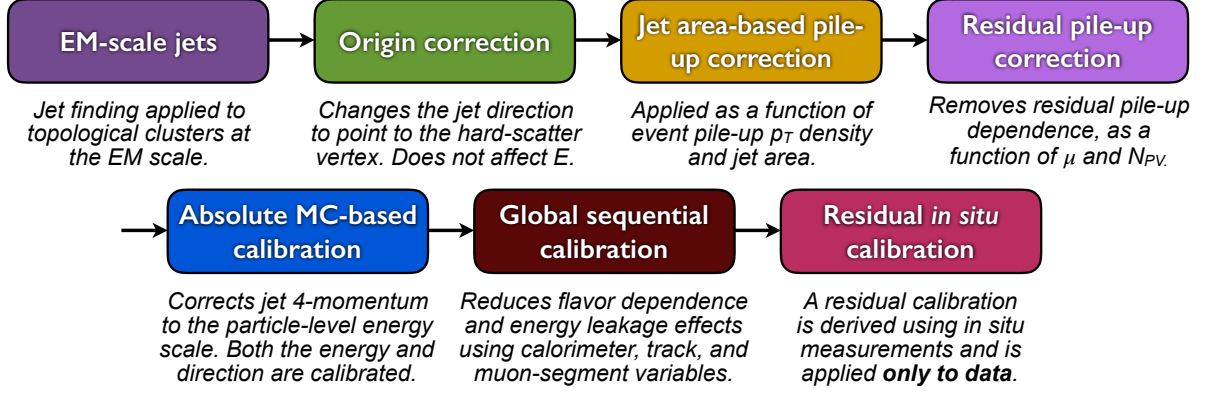 EM-scale jets
Jet finding applied to
topological clusters at
the EM scale.
Origin correction
Changes the jet direction
to point to the hard-scatter
vertex. Does not affect E.
Jet area-based pile-
up correction
Applied as a function of
event pile-up pT density
and jet area.
Residual pile-up
correction
Removes residual pile-up
dependence, as a
function of μ and NPV.
Absolute MC-based
calibration
Corrects jet 4-momentum
to the particle-level energy
scale. Both the energy and
direction are calibrated.
Global sequential
calibration
Reduces flavor dependence
and energy leakage effects
using calorimeter, track, and
muon-segment variables.
Residual in situ
calibration
A residual calibration
is derived using in situ
measurements and is
applied only to data.